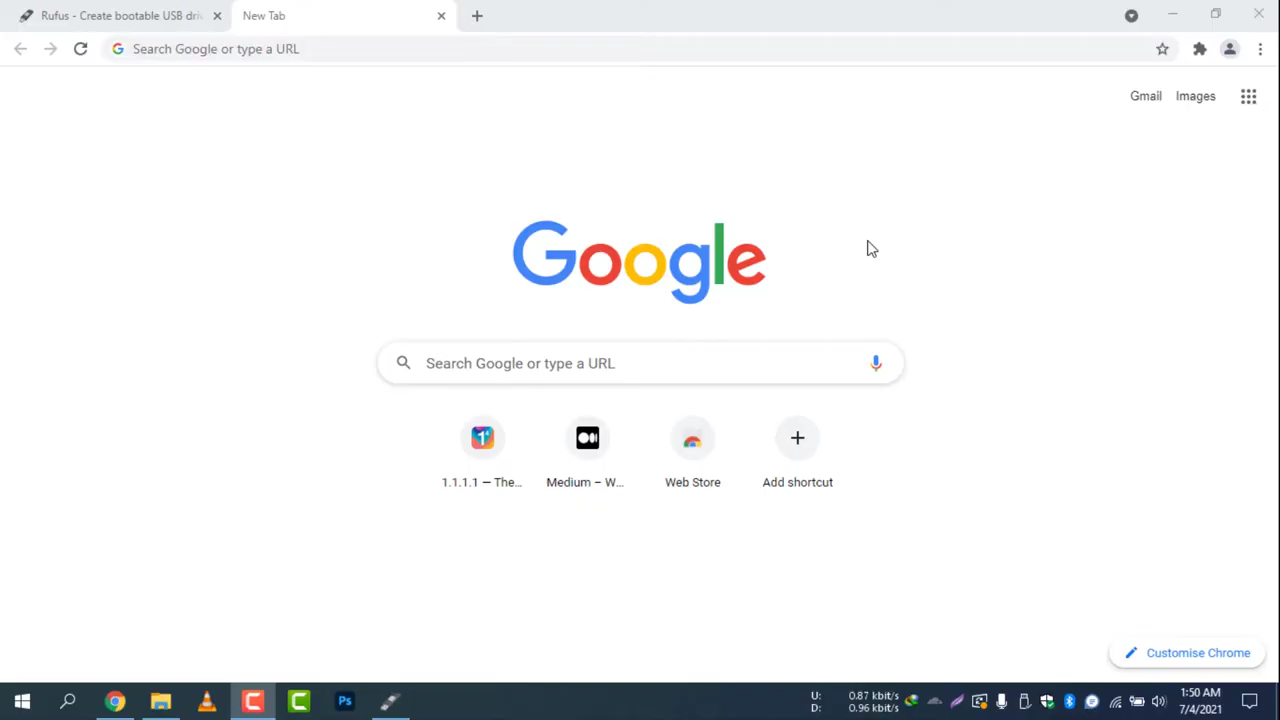 Rufus - Create bootable USB driv
New Tab
Search Google or type a URL
Gmail
Images
Google
Search Google or type a URL
1.1.1.1 — The...
Medium – W...
Web Store
Add shortcut
Customise Chrome
Ps
U: 0.87 kbit/s
D: 0.96 kbit/s
1:50 AM
7/4/2021